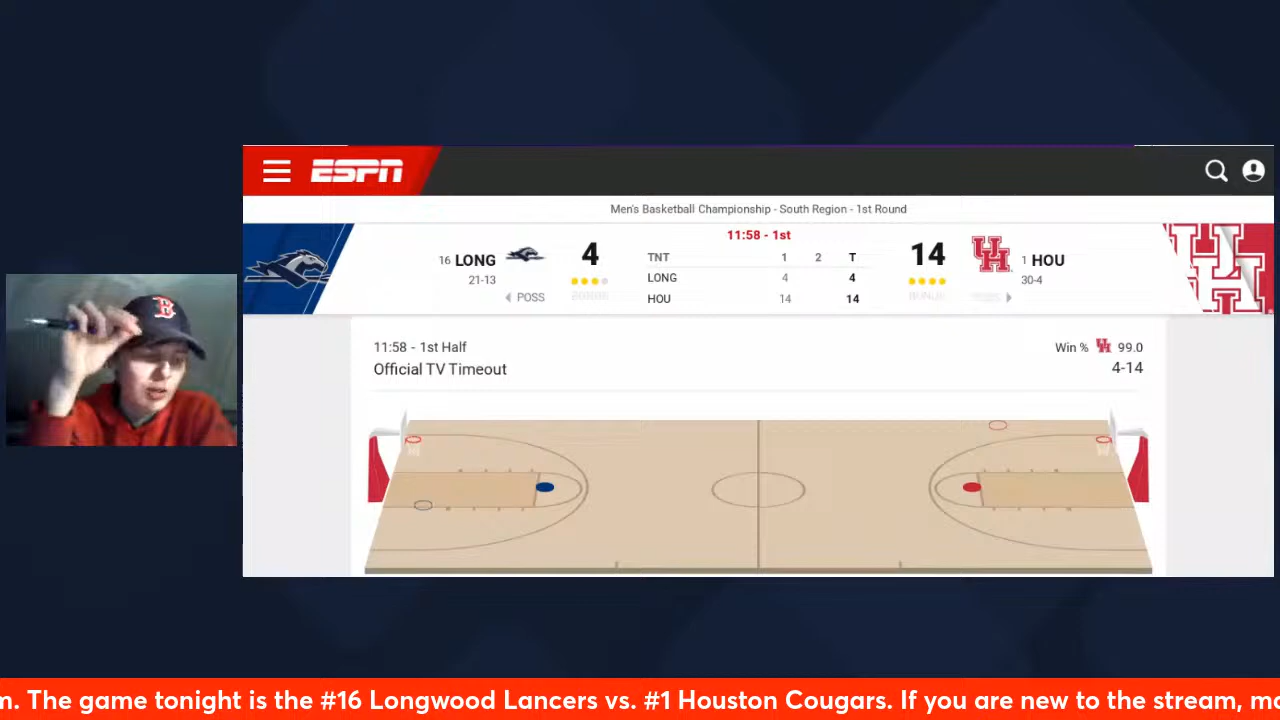 ESPN
Men's Basketball Championship - South Region - 1st Round
11:58 - 1st
16 LONG
21-13
POSS
4
TNT 1 2 T
LONG 4 4
HOU 14 14
14
BONUS
1 HOU
30-4
11:58 - 1st Half
Official TV Timeout
Win % 99.0
4-14
B
m. The game tonight is the #16 Longwood Lancers vs. #1 Houston Cougars. If you are new to the stream, mo